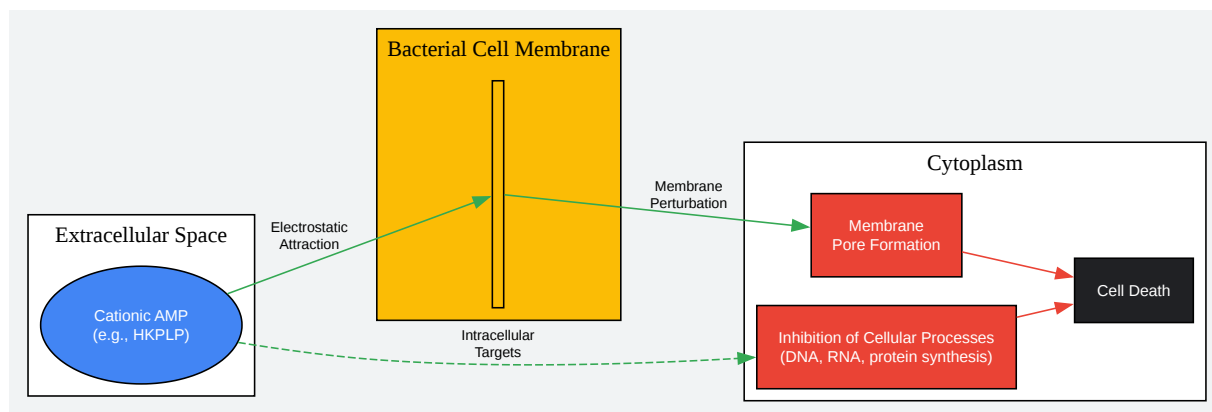 Bacterial Cell Membrane
Extracellular Space
Cationic AMP
(e.g., HKPLP)
Electrostatic
Attraction
Membrane
Perturbation
Intracellular
Targets
Cytoplasm
Membrane
Pore Formation
Inhibition of Cellular Processes
(DNA, RNA, protein synthesis)
Cell Death